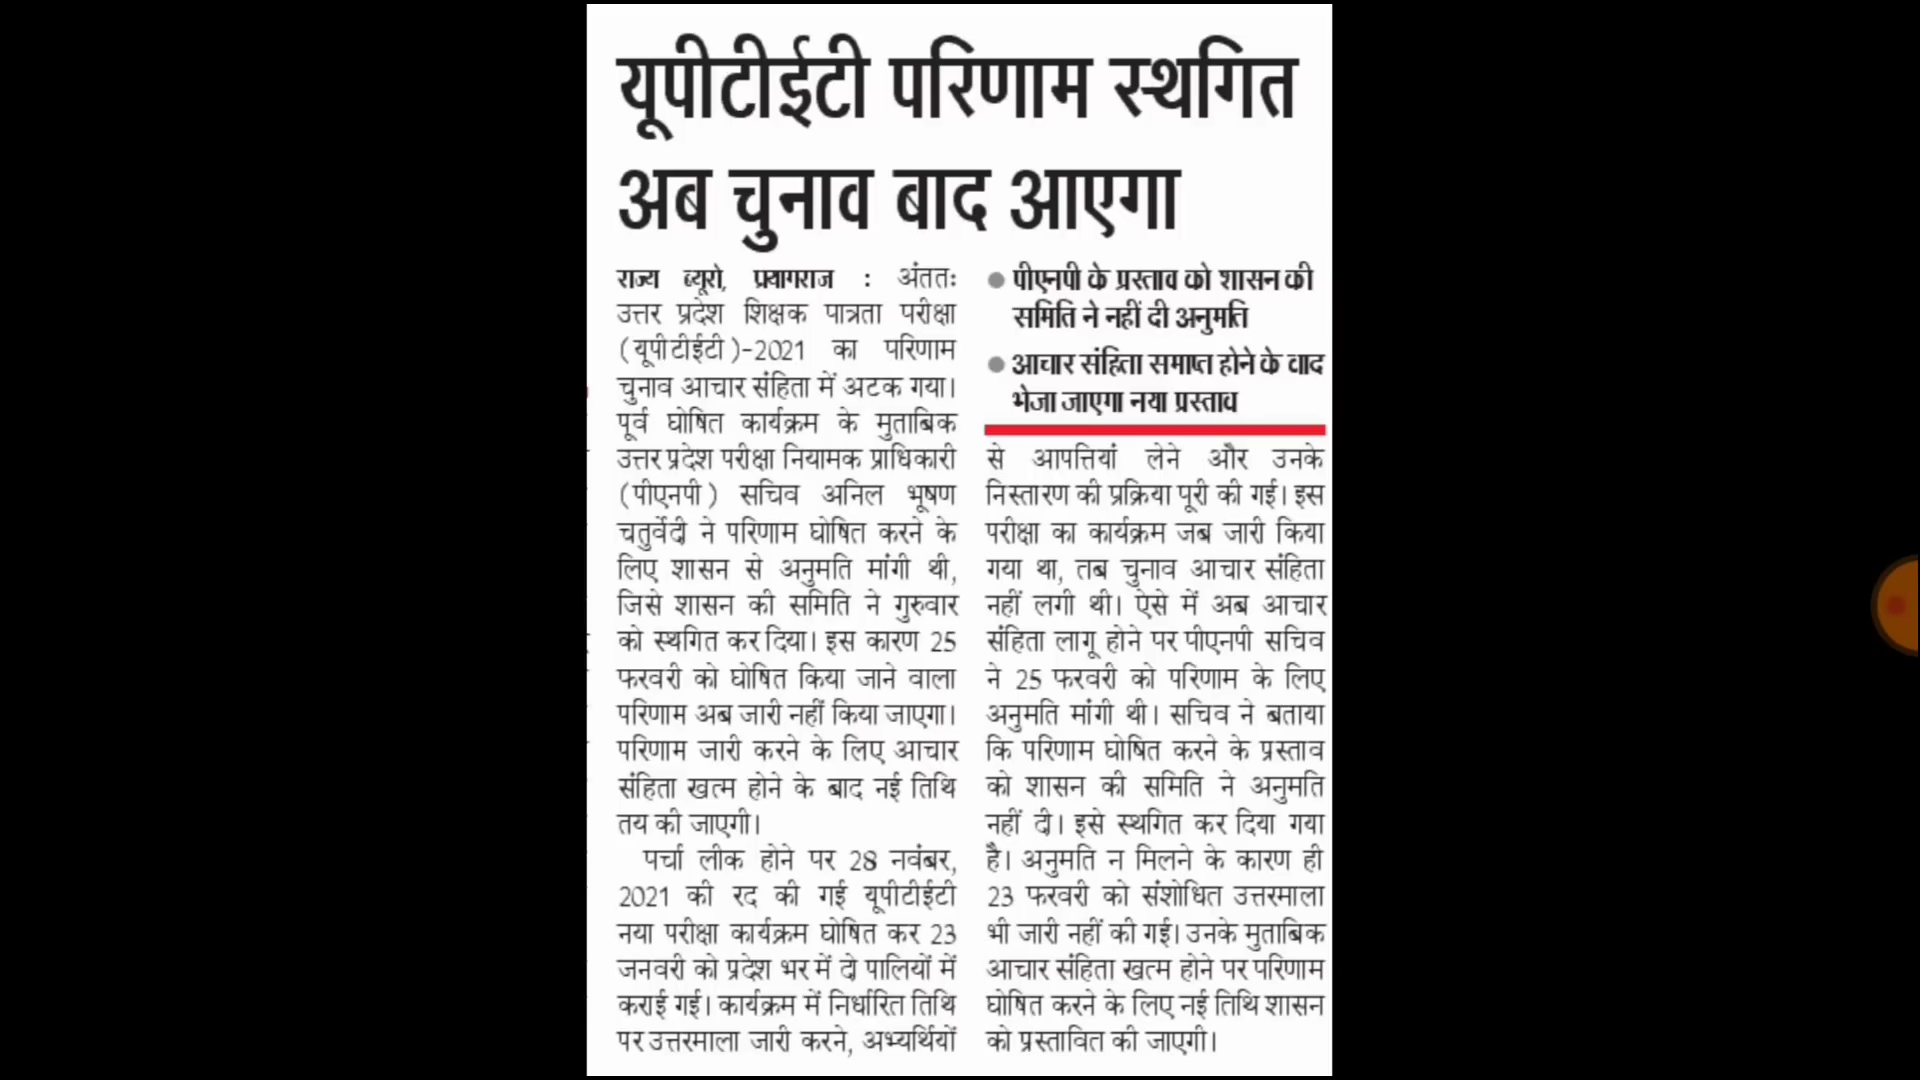 यूपीटीईटी परिणाम स्थगित
अब चुनाव बाद आएगा
राज्य ब्यूरो, प्रयागराज : अंततः
उत्तर प्रदेश शिक्षक पात्रता परीक्षा
(यूपीटीईटी)-2021 का परिणाम
चुनाव आचार संहिता में अटक गया।
पूर्व घोषित कार्यक्रम के मुताबिक
उत्तर प्रदेश परीक्षा नियामक प्राधिकारी
(पीएनपी) सचिव अनिल भूषण
चतुर्वेदी ने परिणाम घोषित करने के
लिए शासन से अनुमति मांगी थी,
जिसे शासन की समिति ने गुरुवार
को स्थगित कर दिया। इस कारण 25
फरवरी को घोषित किया जाने वाला
परिणाम अब जारी नहीं किया जाएगा।
परिणाम जारी करने के लिए आचार
संहिता खत्म होने के बाद नई तिथि
तय की जाएगी।
पर्चा लीक होने पर 28 नवंबर,
2021 की रद की गई यूपीटीईटी
नया परीक्षा कार्यक्रम घोषित कर 23
जनवरी को प्रदेश भर में दो पालियों में
कराई गई। कार्यक्रम में निर्धारित तिथि
पर उत्तरमाला जारी करने, अभ्यर्थियों
● पीएनपी के प्रस्ताव को शासन की
समिति ने नहीं दी अनुमति
● आचार संहिता समाप्त होने के बाद
भेजा जाएगा नया प्रस्ताव
से आपत्तियां लेने और उनके
निस्तारण की प्रक्रिया पूरी की गई। इस
परीक्षा का कार्यक्रम जब जारी किया
गया था, तब चुनाव आचार संहिता
नहीं लगी थी। ऐसे में अब आचार
संहिता लागू होने पर पीएनपी सचिव
ने 25 फरवरी को परिणाम के लिए
अनुमति मांगी थी। सचिव ने बताया
कि परिणाम घोषित करने के प्रस्ताव
को शासन की समिति ने अनुमति
नहीं दी। इसे स्थगित कर दिया गया
है। अनुमति न मिलने के कारण ही
23 फरवरी को संशोधित उत्तरमाला
भी जारी नहीं की गई। उनके मुताबिक
आचार संहिता खत्म होने पर परिणाम
घोषित करने के लिए नई तिथि शासन
को प्रस्तावित की जाएगी।